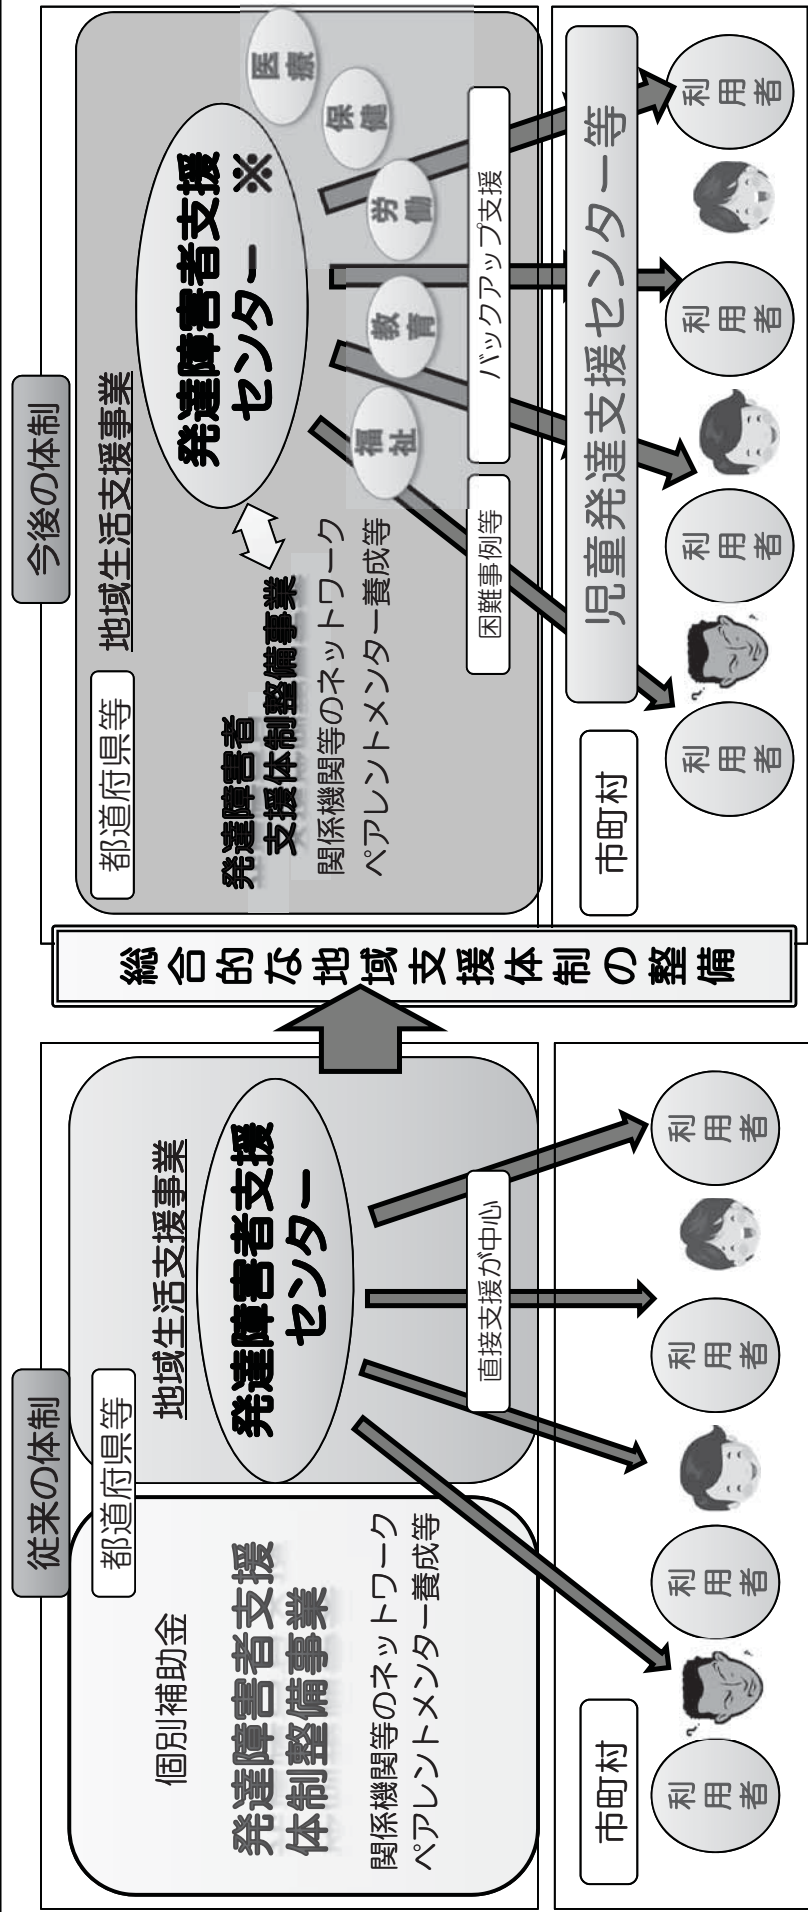 従来の体制
都道府県等
個別補助金
発達障害者支援
体制整備事業
関係機関等のネットワーク
ペアレントメンター養成等
地域生活支援事業
発達障害者支援
センター
直接支援が中心
市町村
利用者
利用者
利用者
利用者
総合的な地域支援体制の整備
今後の体制
都道府県等
地域生活支援事業
発達障害者
支援体制整備事業
関係機関等のネットワーク
ペアレントメンター養成等
発達障害者支援
センター ※
福祉
教育
労働
保健
医療
困難事例等
バックアップ支援
児童発達支援センター等
市町村
利用者
利用者
利用者
利用者